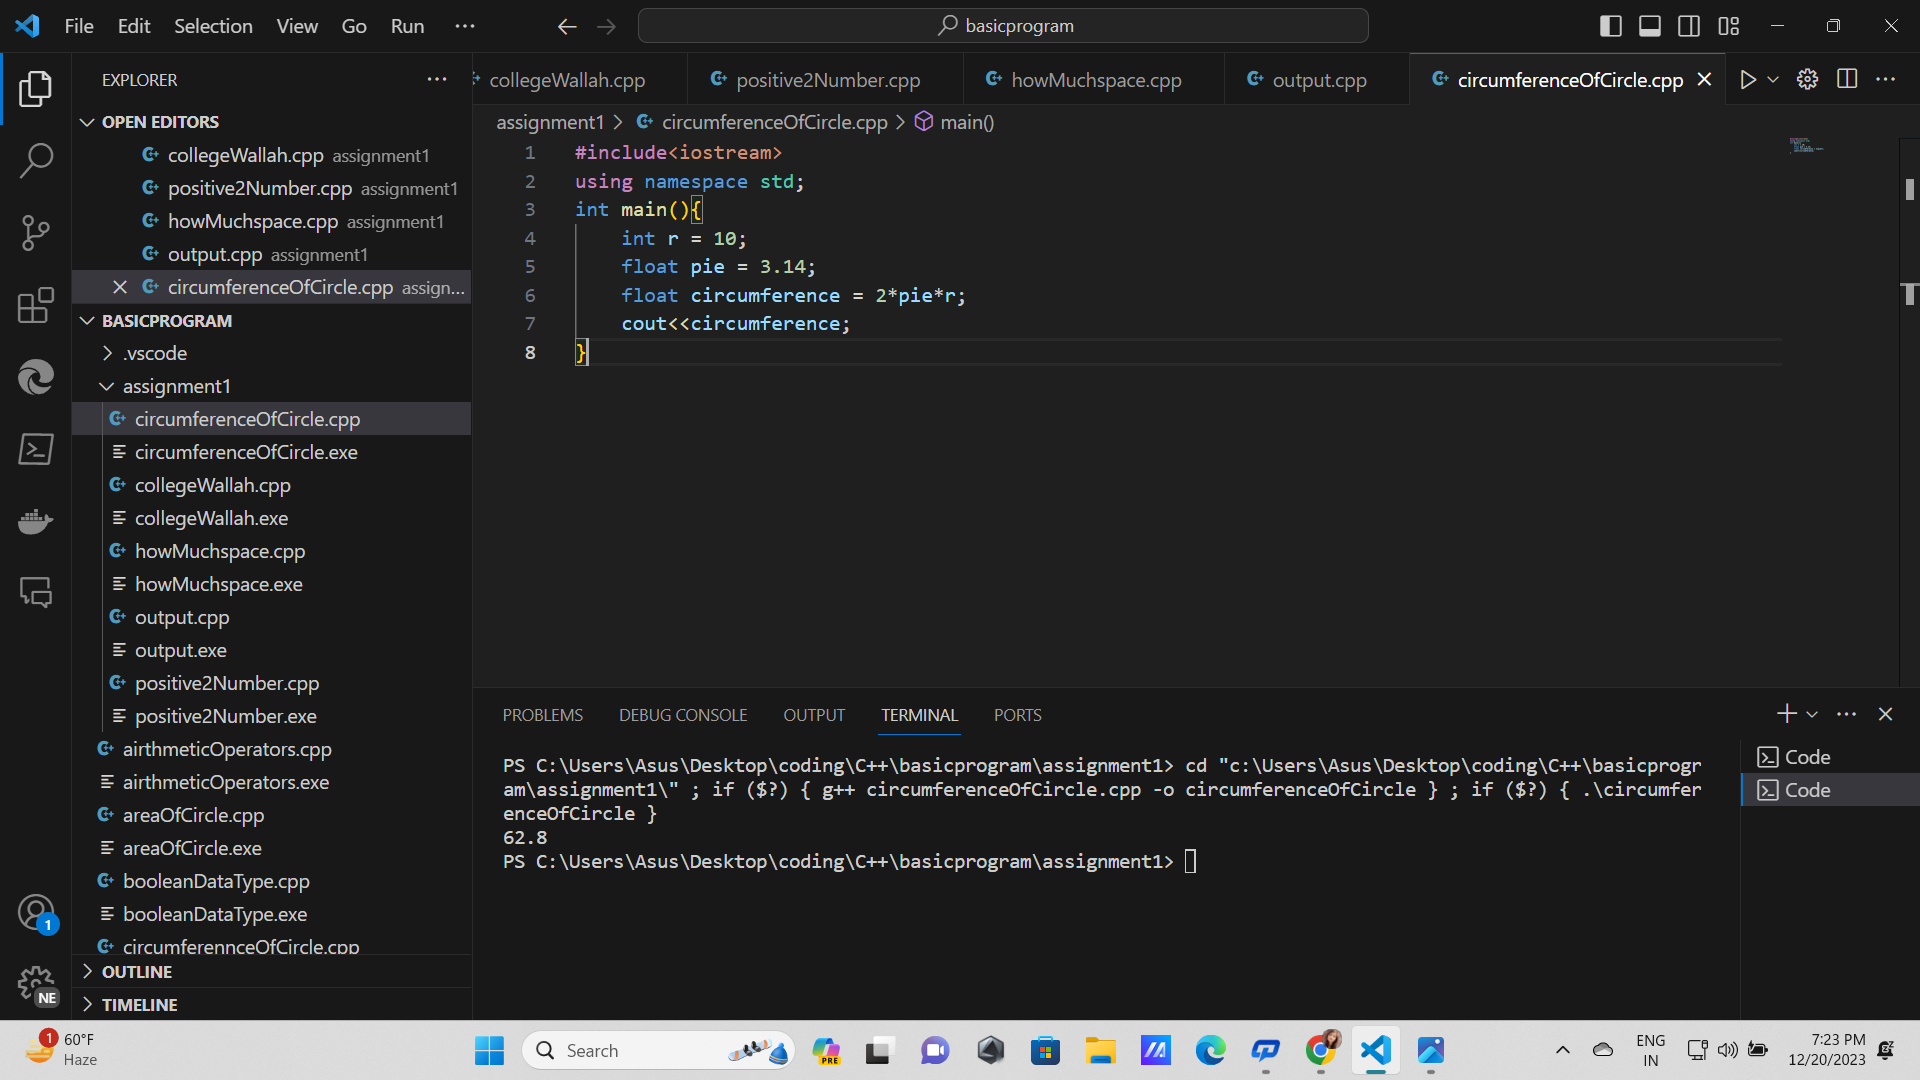 File Edit Selection View Go Run ···
basicprogram
EXPLORER
OPEN EDITORS
collegeWallah.cpp assignment1
positive2Number.cpp assignment1
howMuchspace.cpp assignment1
output.cpp assignment1
circumferenceOfCircle.cpp assign...
BASICPROGRAM
.vscode
assignment1
circumferenceOfCircle.cpp
circumferenceOfCircle.exe
collegeWallah.cpp
collegeWallah.exe
howMuchspace.cpp
howMuchspace.exe
output.cpp
output.exe
positive2Number.cpp
positive2Number.exe
airthmeticOperators.cpp
airthmeticOperators.exe
areaOfCircle.cpp
areaOfCircle.exe
booleanDataType.cpp
booleanDataType.exe
circumferennceOfCircle.cpp
OUTLINE
TIMELINE
1
NE
collegeWallah.cpp positive2Number.cpp howMuchspace.cpp output.cpp circumferenceOfCircle.cpp
assignment1 > circumferenceOfCircle.cpp > main()
1 #include<iostream>
2 using namespace std;
3 int main(){
4 int r = 10;
5 float pie = 3.14;
6 float circumference = 2*pie*r;
7 cout<<circumference;
8 }
PROBLEMS DEBUG CONSOLE OUTPUT TERMINAL PORTS
PS C:\Users\Asus\Desktop\coding\C++\basicprogram\assignment1> cd "c:\Users\Asus\Desktop\coding\C++\basicprogr
am\assignment1\" ; if ($?) { g++ circumferenceOfCircle.cpp -o circumferenceOfCircle } ; if ($?) { .\circumfer
enceOfCircle }
62.8
PS C:\Users\Asus\Desktop\coding\C++\basicprogram\assignment1>
Code
Code
1
60°F
Haze
Search
PRE
ENG
IN
7:23 PM
12/20/2023